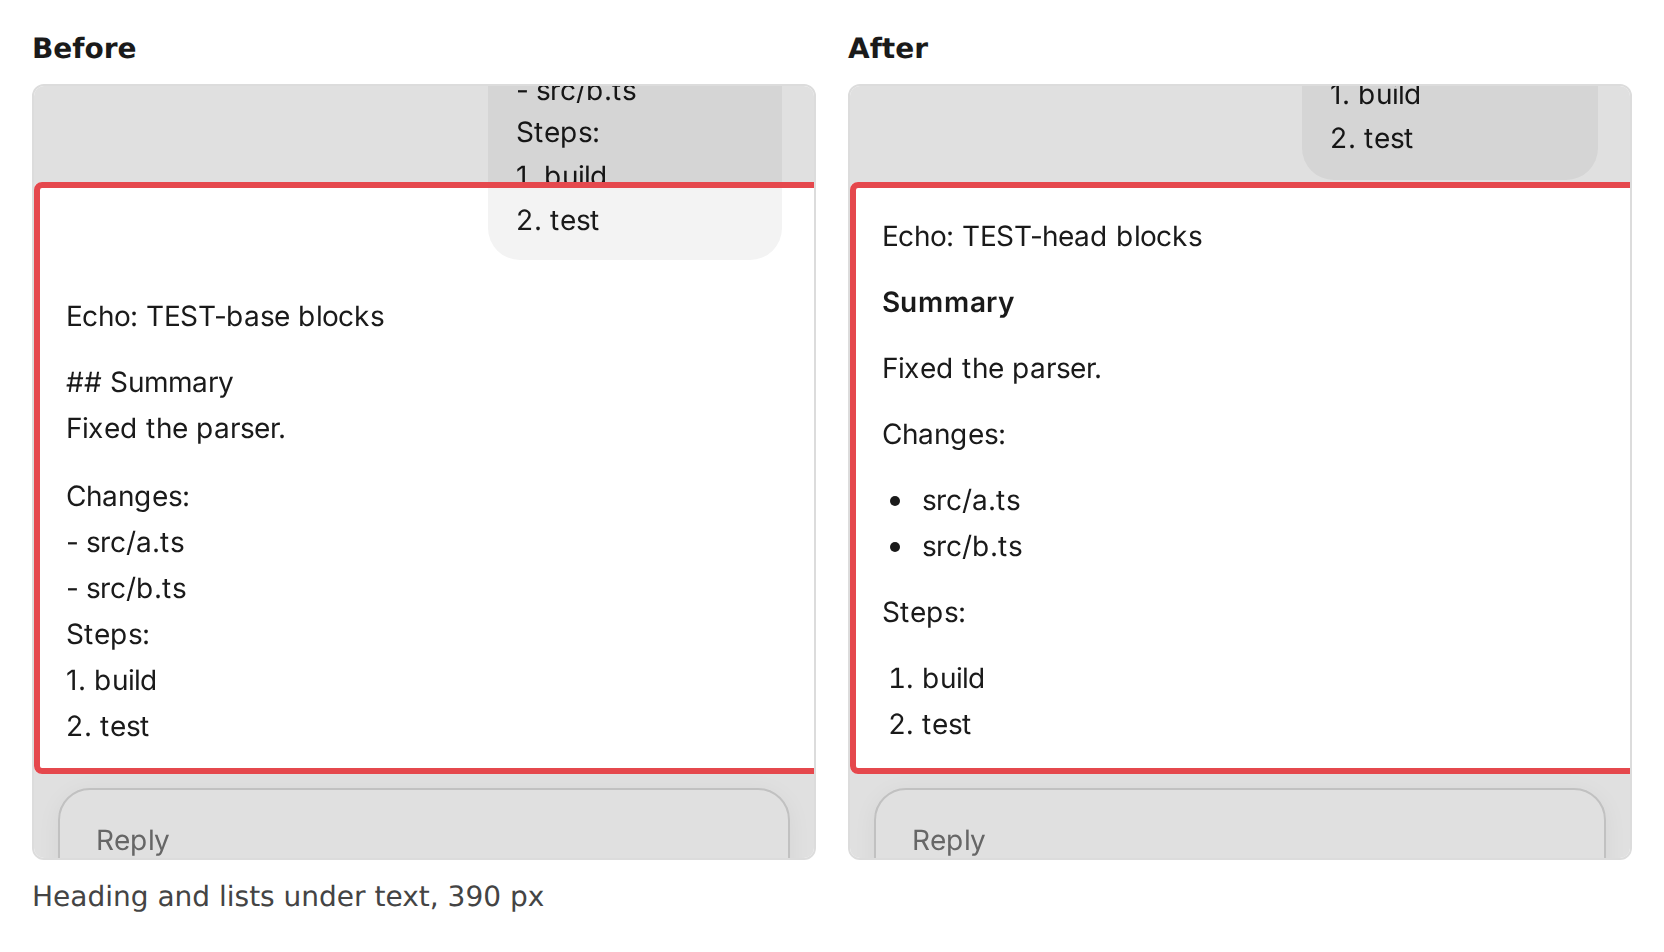 Before
- src/b.ts
Steps:
1. build
2. test
Echo: TEST-base blocks
## Summary
Fixed the parser.
Changes:
- src/a.ts
- src/b.ts
Steps:
1. build
2. test
Reply
After
1. build
2. test
Echo: TEST-head blocks
Summary
Fixed the parser.
Changes:
• src/a.ts
• src/b.ts
Steps:
1. build
2. test
Reply
Heading and lists under text, 390 px